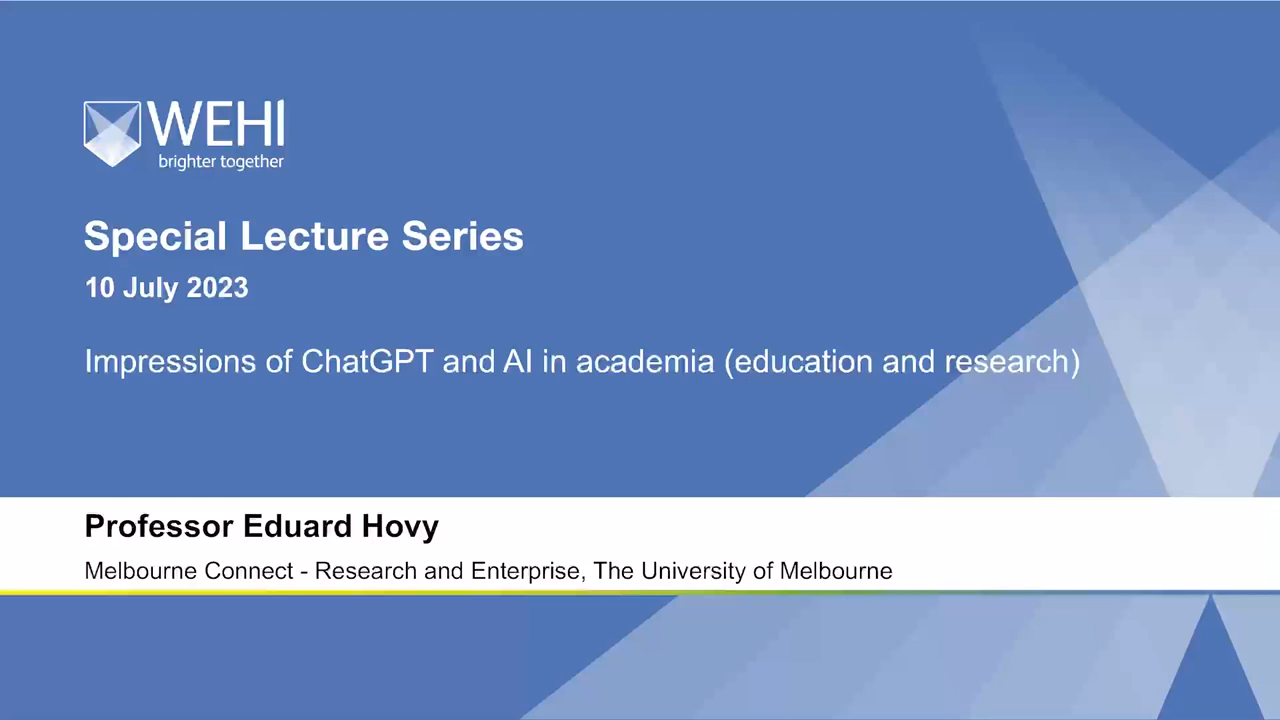 WEHI
brighter together
Special Lecture Series
10 July 2023
Impressions of ChatGPT and AI in academia (education and research)
Professor Eduard Hovy
Melbourne Connect - Research and Enterprise, The University of Melbourne